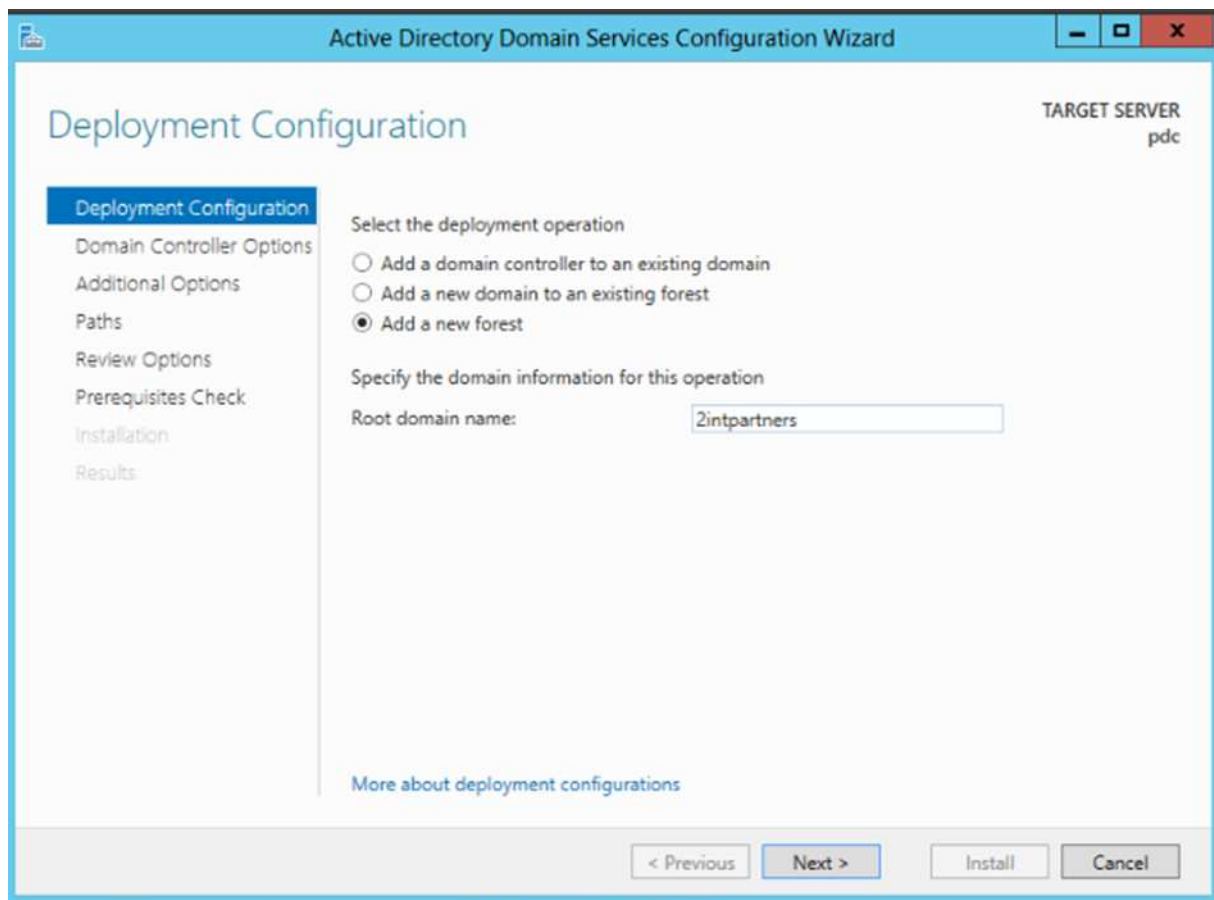 Active Directory Domain Services Configuration Wizard
Deployment Configuration
TARGET SERVER
pdc
Deployment Configuration
Domain Controller Options
Additional Options
Paths
Review Options
Prerequisites Check
Installation
Results
Select the deployment operation
Add a domain controller to an existing domain
Add a new domain to an existing forest
Add a new forest
Specify the domain information for this operation
Root domain name: 2intpartners
More about deployment configurations
< Previous Next > Install Cancel